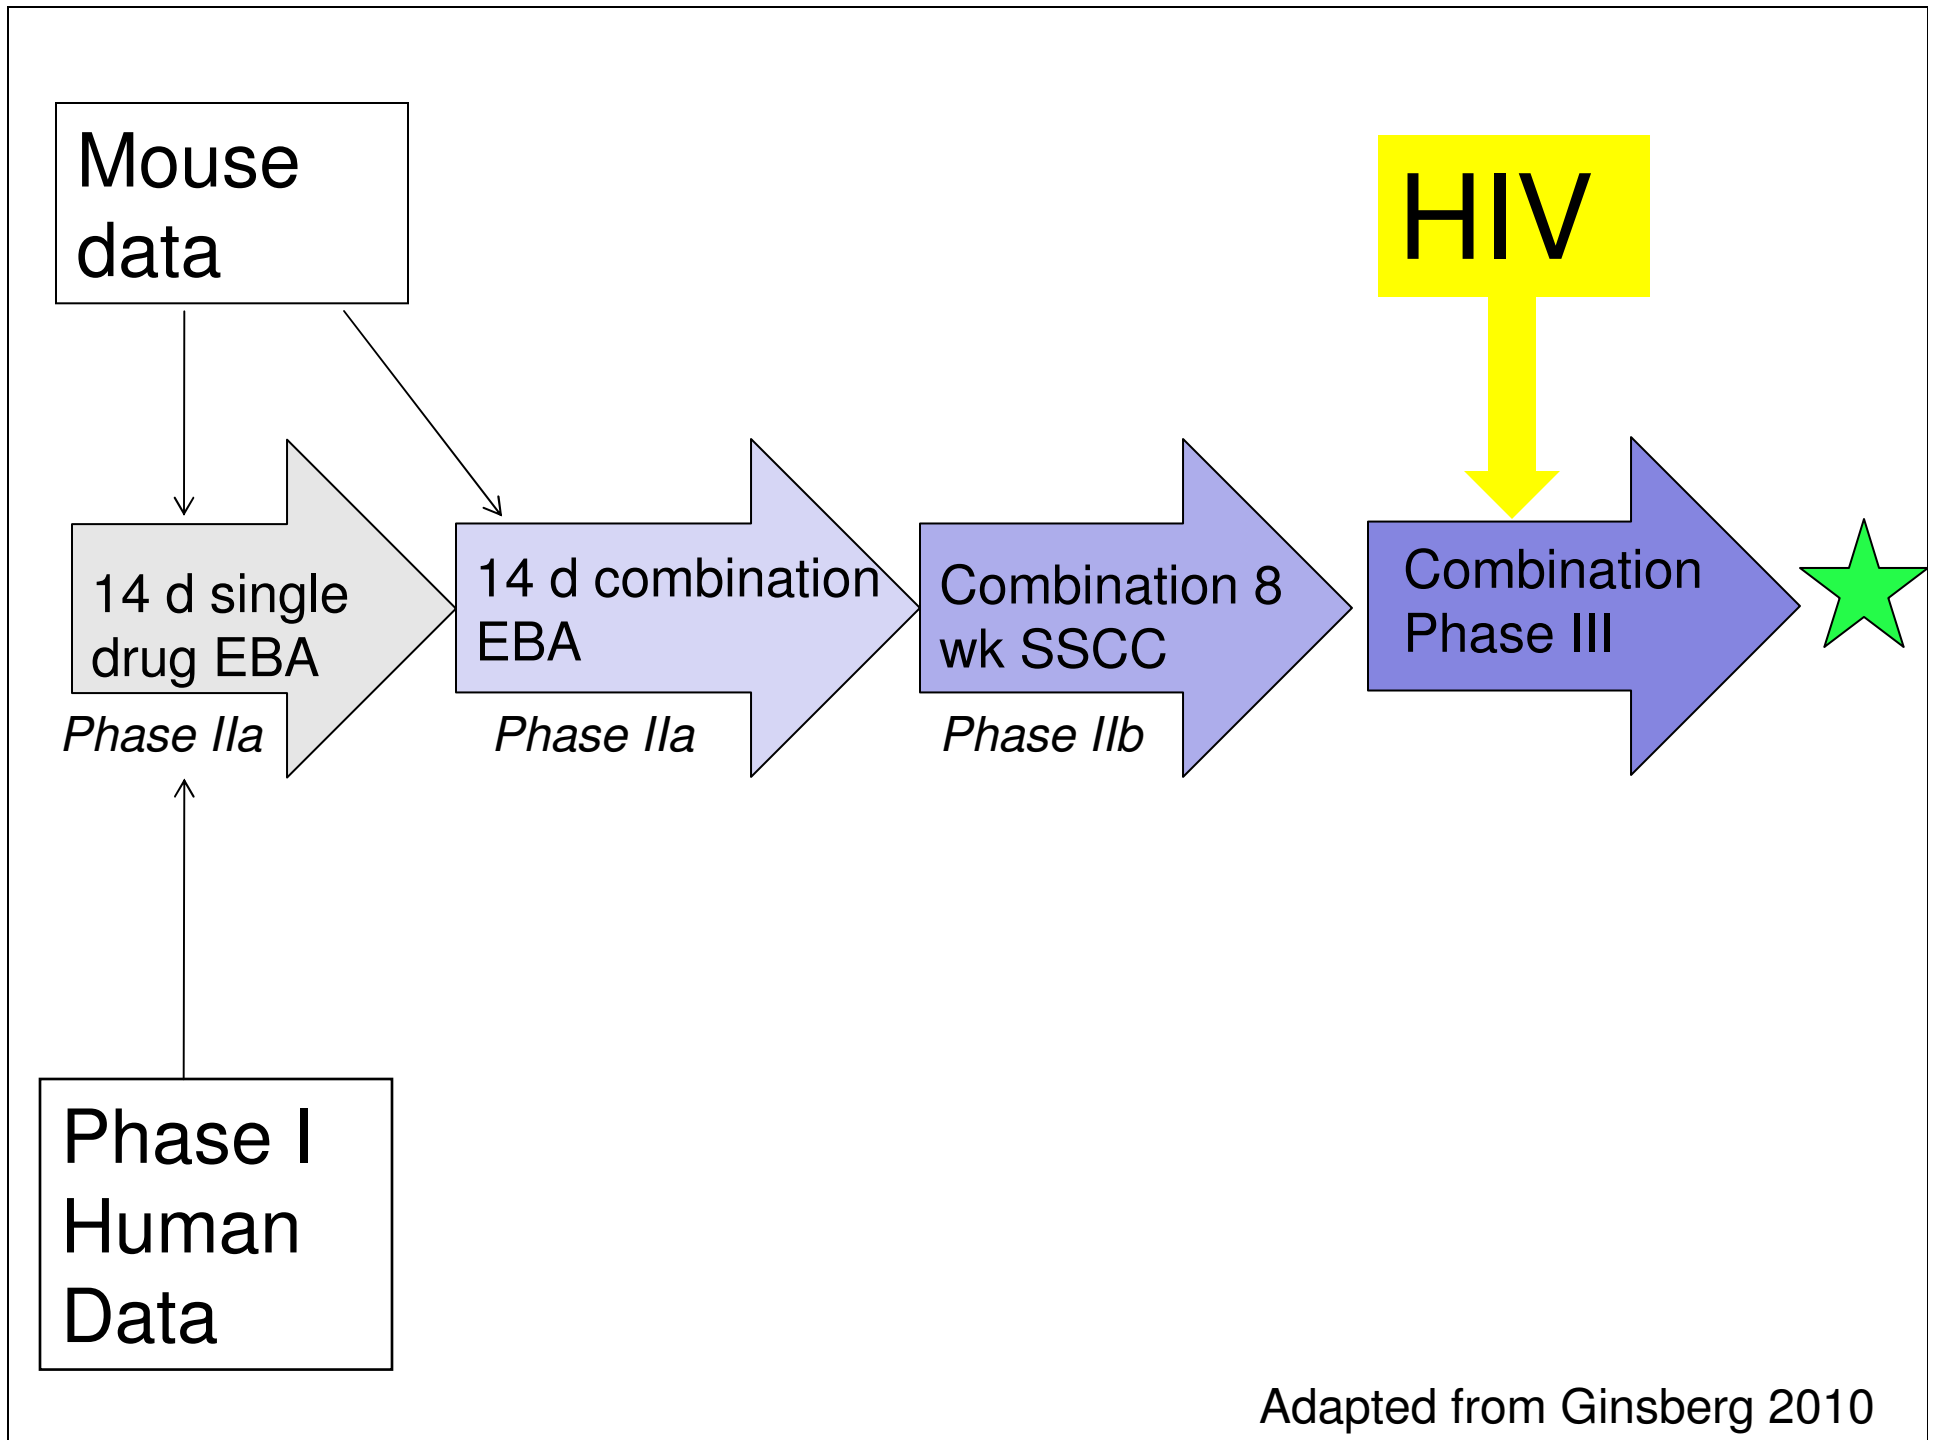 Mouse
data
HIV
14 d single
drug EBA
Phase IIa
14 d combination
EBA
Phase IIa
Combination 8
wk SSCC
Phase IIb
Combination
Phase III
Phase I
Human
Data
Adapted from Ginsberg 2010